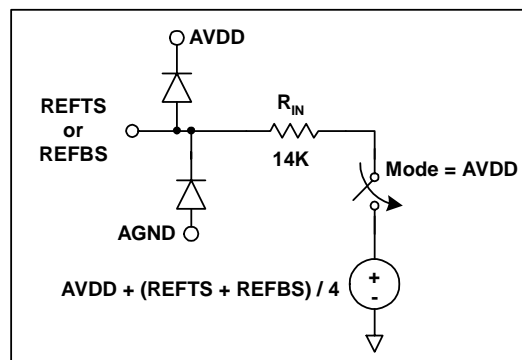 AVDD
REFTS
or
REFBS
R_IN
14K
Mode = AVDD
AGND
AVDD + (REFTS + REFBS) / 4
+
-